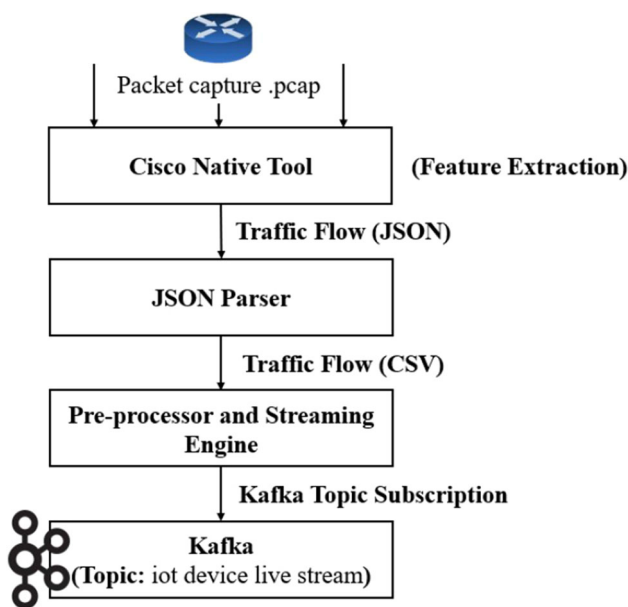 Packet capture .pcap
Cisco Native Tool
(Feature Extraction)
Traffic Flow (JSON)
JSON Parser
Traffic Flow (CSV)
Pre-processor and Streaming
Engine
Kafka Topic Subscription
Kafka
(Topic: iot device live stream)